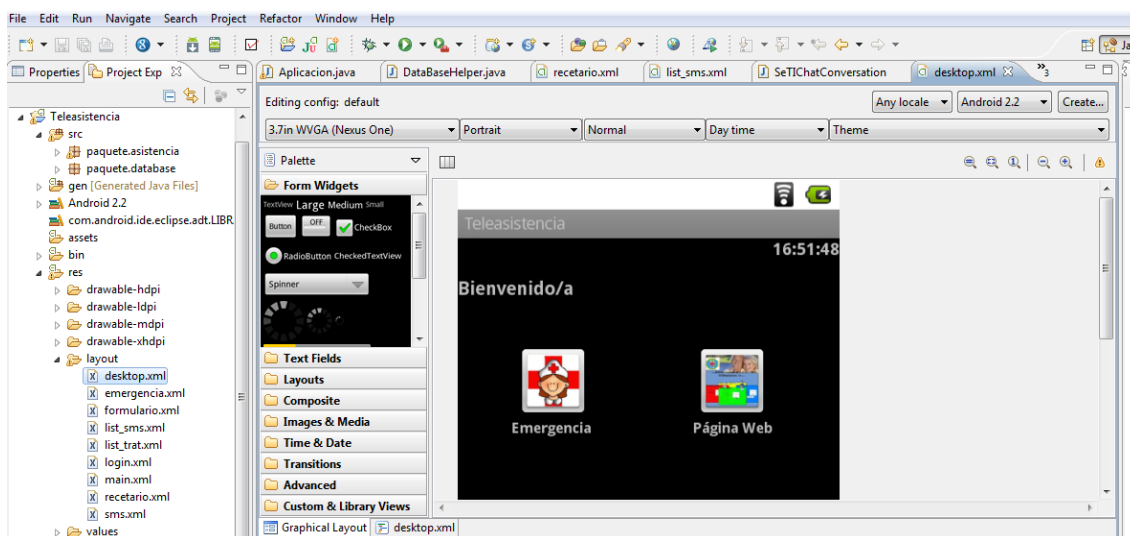 File Edit Run Navigate Search Project Refactor Window Help
Ja
Properties Project Exp
Aplicacion.java DataBaseHelper.java recetario.xml list_sms.xml SeTIChatConversation desktop.xml »3
Editing config: default Any locale Android 2.2 Create...
3.7in WVGA (Nexus One) Portrait Normal Day time Theme
Teleasistencia
src
paquete.asistencia
paquete.database
gen [Generated Java Files]
Android 2.2
com.android.ide.eclipse.adt.LIBR
assets
bin
res
drawable-hdpi
drawable-ldpi
drawable-mdpi
drawable-xhdpi
layout
desktop.xml
emergencia.xml
formulario.xml
list_sms.xml
list_trat.xml
login.xml
main.xml
recetario.xml
sms.xml
values
Palette
Form Widgets
TextView Large Medium Small
Button OFF CheckBox
RadioButton CheckedTextView
Spinner
Text Fields
Layouts
Composite
Images & Media
Time & Date
Transitions
Advanced
Custom & Library Views
Teleasistencia
16:51:48
Bienvenido/a
Emergencia Página Web
Graphical Layout desktop.xml